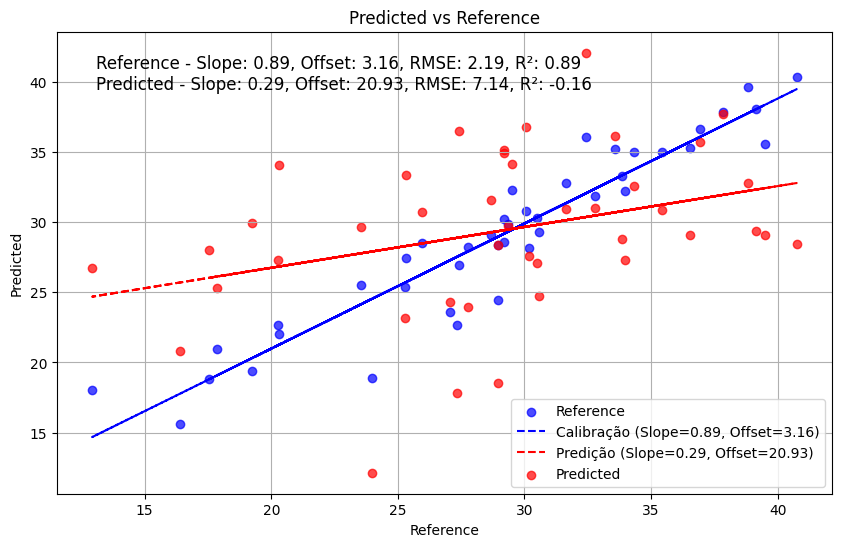 Predicted vs Reference
Reference - Slope: 0.89, Offset: 3.16, RMSE: 2.19, R²: 0.89
Predicted - Slope: 0.29, Offset: 20.93, RMSE: 7.14, R²: -0.16
Predicted
40
35
30
25
20
15
Reference
Calibração (Slope=0.89, Offset=3.16)
Predição (Slope=0.29, Offset=20.93)
Predicted
15 20 25 30 35 40
Reference